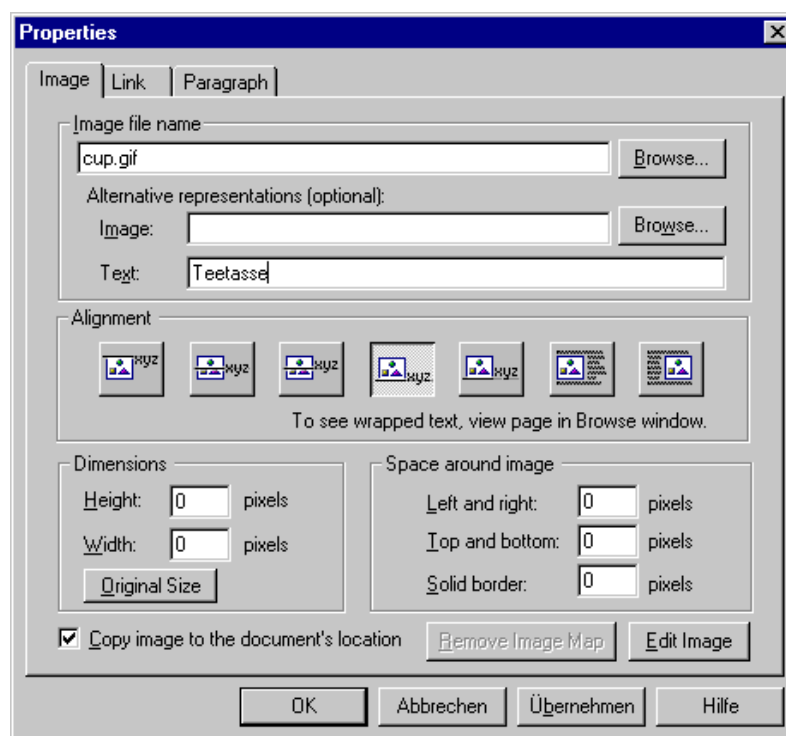 Properties
Image Link Paragraph
Image file name
cup.gif Browse...
Alternative representations (optional):
Image: Browse...
Text: Teetasse
Alignment
xyz xyz xyz xyz xyz
To see wrapped text, view page in Browse window.
Dimensions Space around image
Height: 0 pixels Left and right: 0 pixels
Width: 0 pixels Top and bottom: 0 pixels
Original Size Solid border: 0 pixels
Copy image to the document's location Remove Image Map Edit Image
OK Abbrechen Übernehmen Hilfe